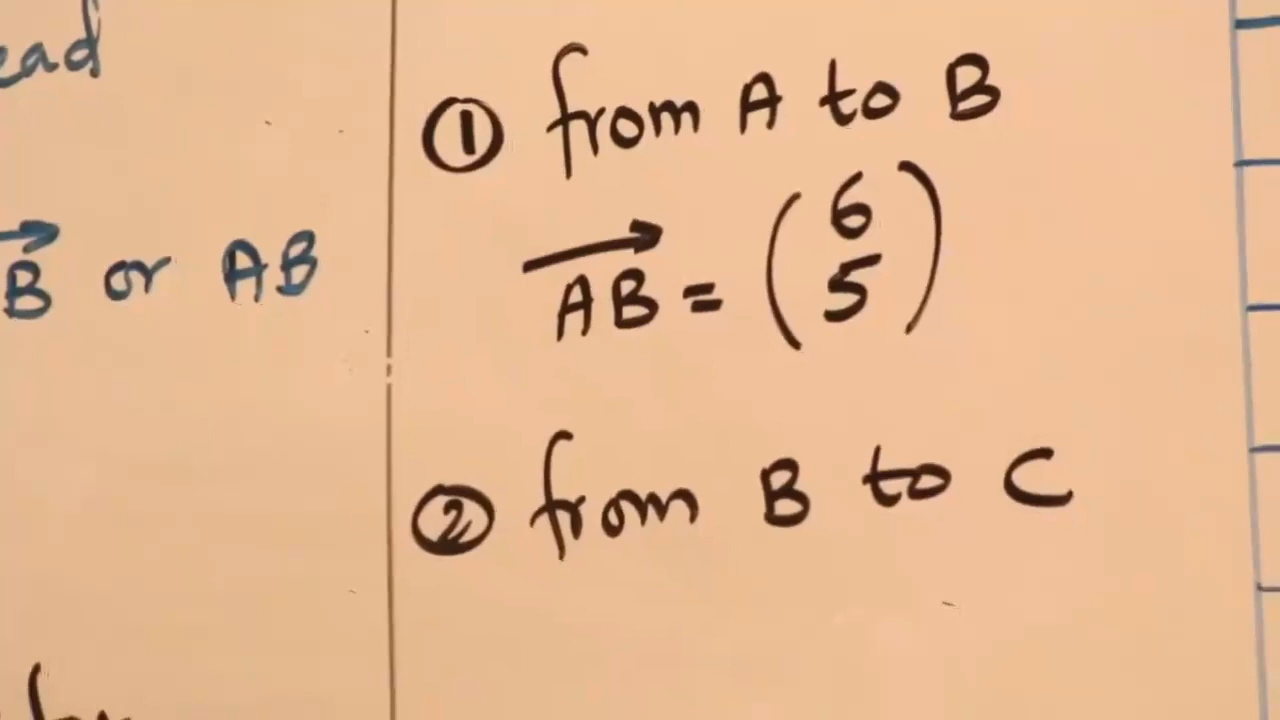 ead
B or AB
① from A to B
AB = (6
5)
② from B to C